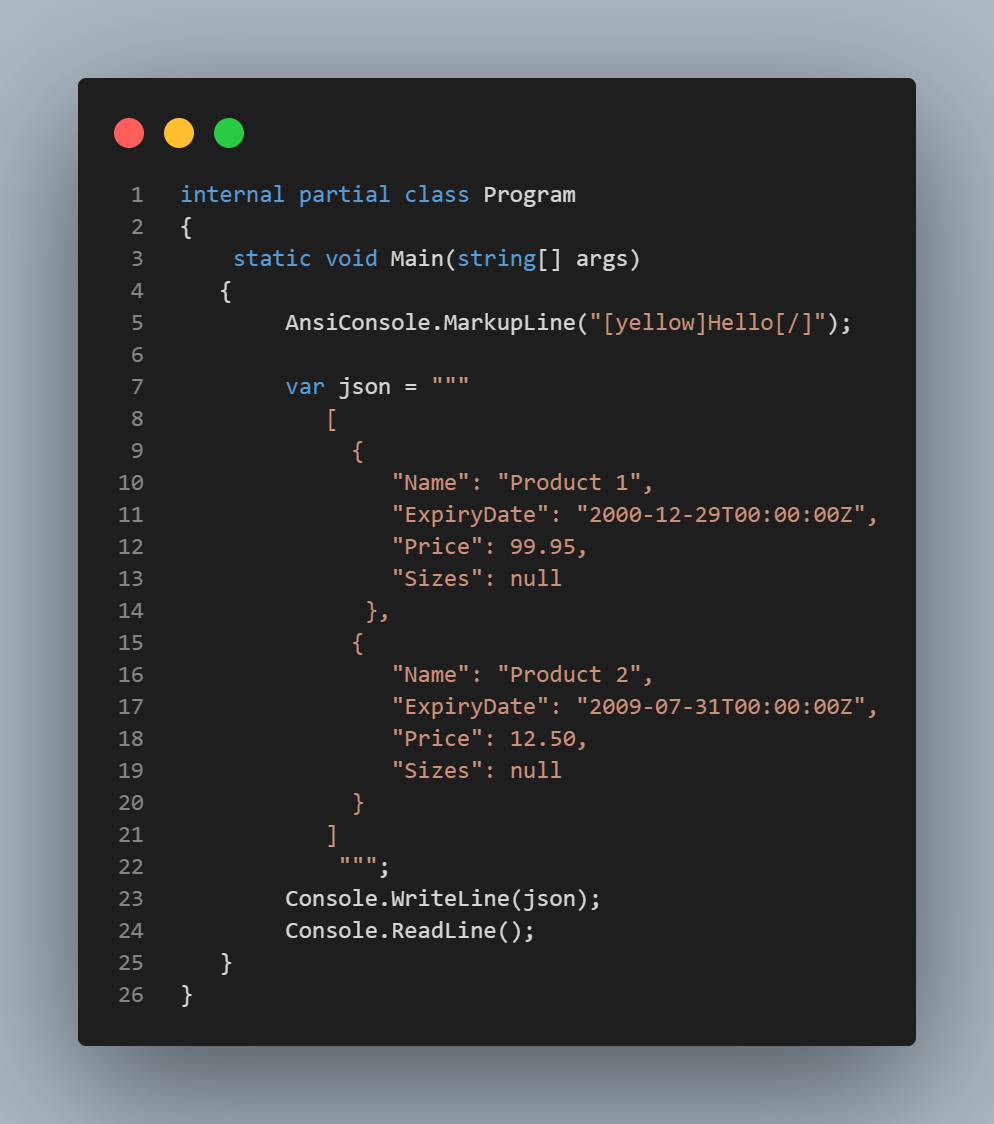 1 internal partial class Program
2 {
3     static void Main(string[] args)
4    {
5         AnsiConsole.MarkupLine("[yellow]Hello[/]");
6
7         var json = """
8            [
9              {
10                 "Name": "Product 1",
11                 "ExpiryDate": "2000-12-29T00:00:00Z",
12                 "Price": 99.95,
13                 "Sizes": null
14               },
15              {
16                 "Name": "Product 2",
17                 "ExpiryDate": "2009-07-31T00:00:00Z",
18                 "Price": 12.50,
19                 "Sizes": null
20              }
21            ]
22             """;
23         Console.WriteLine(json);
24         Console.ReadLine();
25    }
26 }